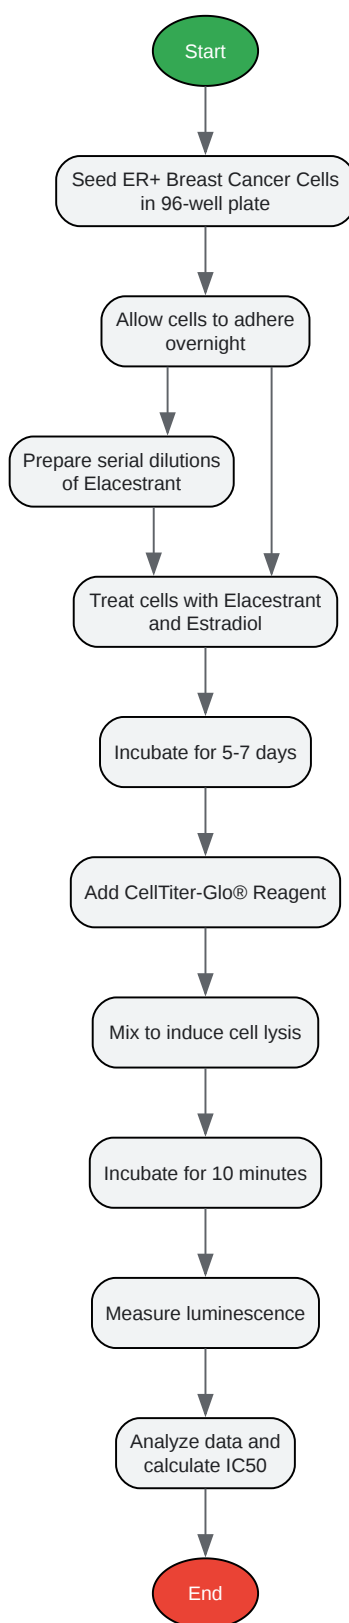 Start
Seed ER+ Breast Cancer Cells
in 96-well plate
Allow cells to adhere
overnight
Prepare serial dilutions
of Elacestrant
Treat cells with Elacestrant
and Estradiol
Incubate for 5-7 days
Add CellTiter-Glo® Reagent
Mix to induce cell lysis
Incubate for 10 minutes
Measure luminescence
Analyze data and
calculate IC50
End